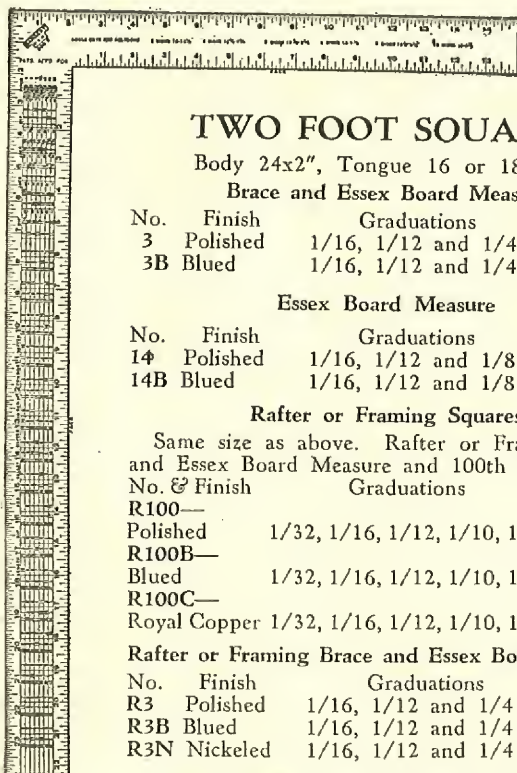 TWO FOOT SQUA
Body 24x2", Tongue 16 or 18
Brace and Essex Board Meas
No. Finish Graduations
3 Polished 1/16, 1/12 and 1/4
3B Blued 1/16, 1/12 and 1/4
Essex Board Measure
No. Finish Graduations
14 Polished 1/16, 1/12 and 1/8
14B Blued 1/16, 1/12 and 1/8
Rafter or Framing Squares
Same size as above. Rafter or Fra
and Essex Board Measure and 100th
No. & Finish Graduations
R100—
Polished 1/32, 1/16, 1/12, 1/10, 1
R100B—
Blued 1/32, 1/16, 1/12, 1/10, 1
R100C—
Royal Copper 1/32, 1/16, 1/12, 1/10, 1
Rafter or Framing Brace and Essex Bo
No. Finish Graduations
R3 Polished 1/16, 1/12 and 1/4
R3B Blued 1/16, 1/12 and 1/4
R3N Nickeled 1/16, 1/12 and 1/4